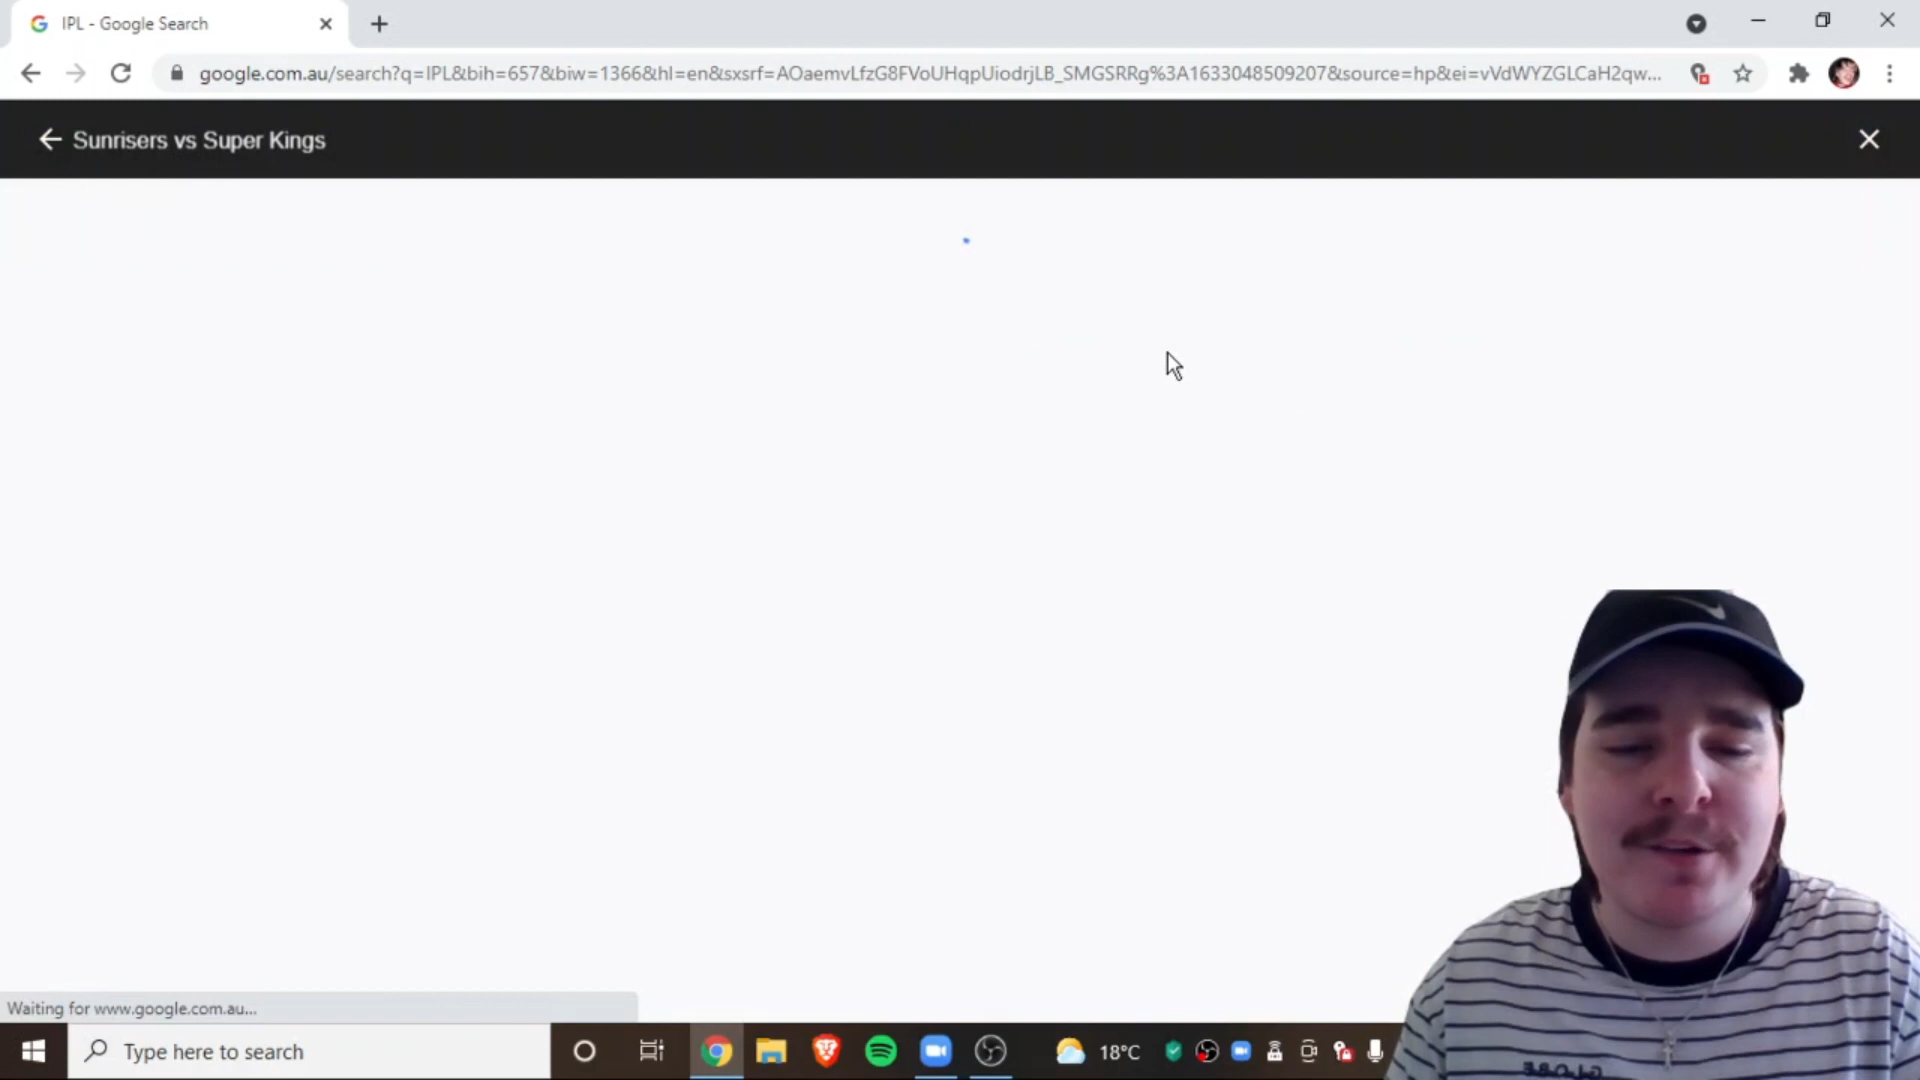 IPL - Google Search
google.com.au/search?q=IPL&bih=657&biw=1366&hl=en&sxsrf=AOaemvLfzG8FVoUHqpUiodrjLB_SMGSRRg%3A1633048509207&source=hp&ei=vVdWYZGLCaH2qw...
Sunrisers vs Super Kings
Waiting for www.google.com.au...
Type here to search
18°C